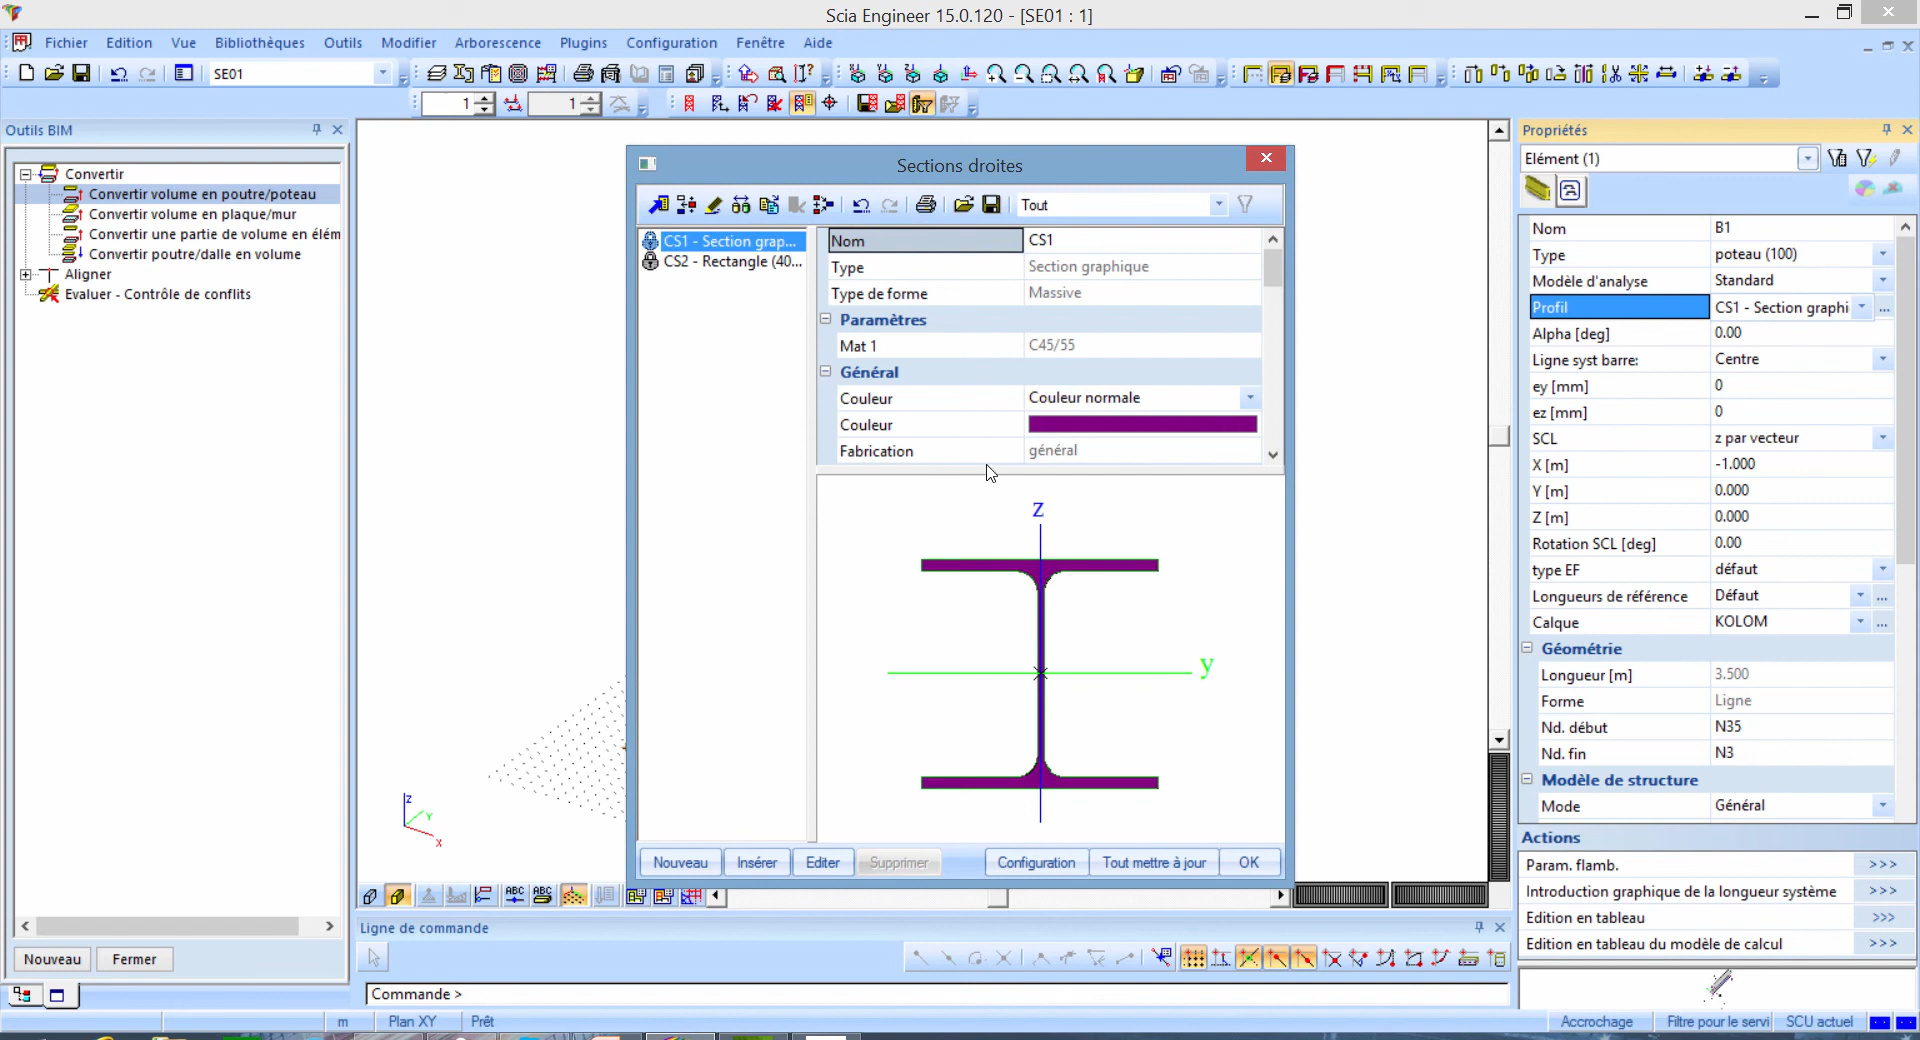 Scia Engineer 15.0.120 - [SE01 : 1]
Fichier Edition Vue Bibliothèques Outils Modifier Arborescence Plugins Configuration Fenêtre Aide
SE01
1 1
Outils BIM
Convertir
Convertir volume en poutre/poteau
Convertir volume en plaque/mur
Convertir une partie de volume en élém
Convertir poutre/dalle en volume
Aligner
Evaluer - Contrôle de conflits
Nouveau Fermer
Sections droites
Tout
CS1 - Section grap...
CS2 - Rectangle (40...
Nom CS1
Type Section graphique
Type de forme Massive
Paramètres
Mat 1 C45/55
Général
Couleur Couleur normale
Couleur
Fabrication général
z
y
Nouveau Insérer Editer Supprimer Configuration Tout mettre à jour OK
z
Y
x
ABC ABC
Ligne de commande
Commande >
Propriétés
Elément (1)
Nom B1
Type poteau (100)
Modèle d'analyse Standard
Profil CS1 - Section graphi ...
Alpha [deg] 0.00
Ligne syst barre: Centre
ey [mm] 0
ez [mm] 0
SCL z par vecteur
X [m] -1.000
Y [m] 0.000
Z [m] 0.000
Rotation SCL [deg] 0.00
type EF défaut
Longueurs de référence Défaut ...
Calque KOLOM ...
Géométrie
Longueur [m] 3.500
Forme Ligne
Nd. début N35
Nd. fin N3
Modèle de structure
Mode Général
Actions
Param. flamb. >>>
Introduction graphique de la longueur système >>>
Edition en tableau >>>
Edition en tableau du modèle de calcul >>>
m Plan XY Prêt Accrochage Filtre pour le servi SCU actuel